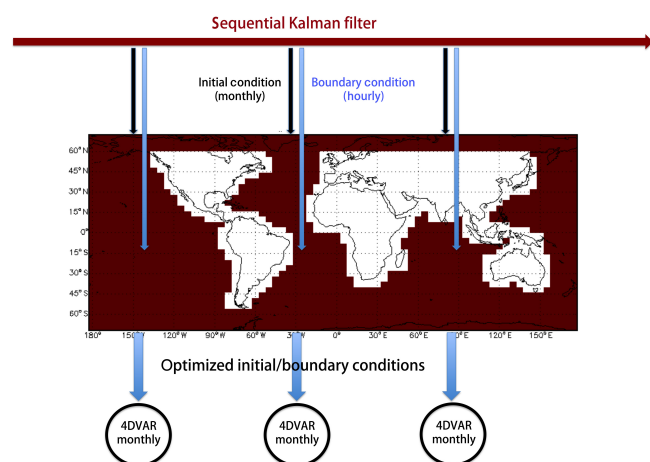 Sequential Kalman filter
Initial condition
(monthly)
Boundary condition
(hourly)
60° N
45° N
30° N
15° N
0°
15° S
30° S
45° S
60° S
180° 120° W 90° W 60° W 0° 30° E 60° E 120° E 150° E
Optimized initial/boundary conditions
4DVAR
monthly
4DVAR
monthly
4DVAR
monthly